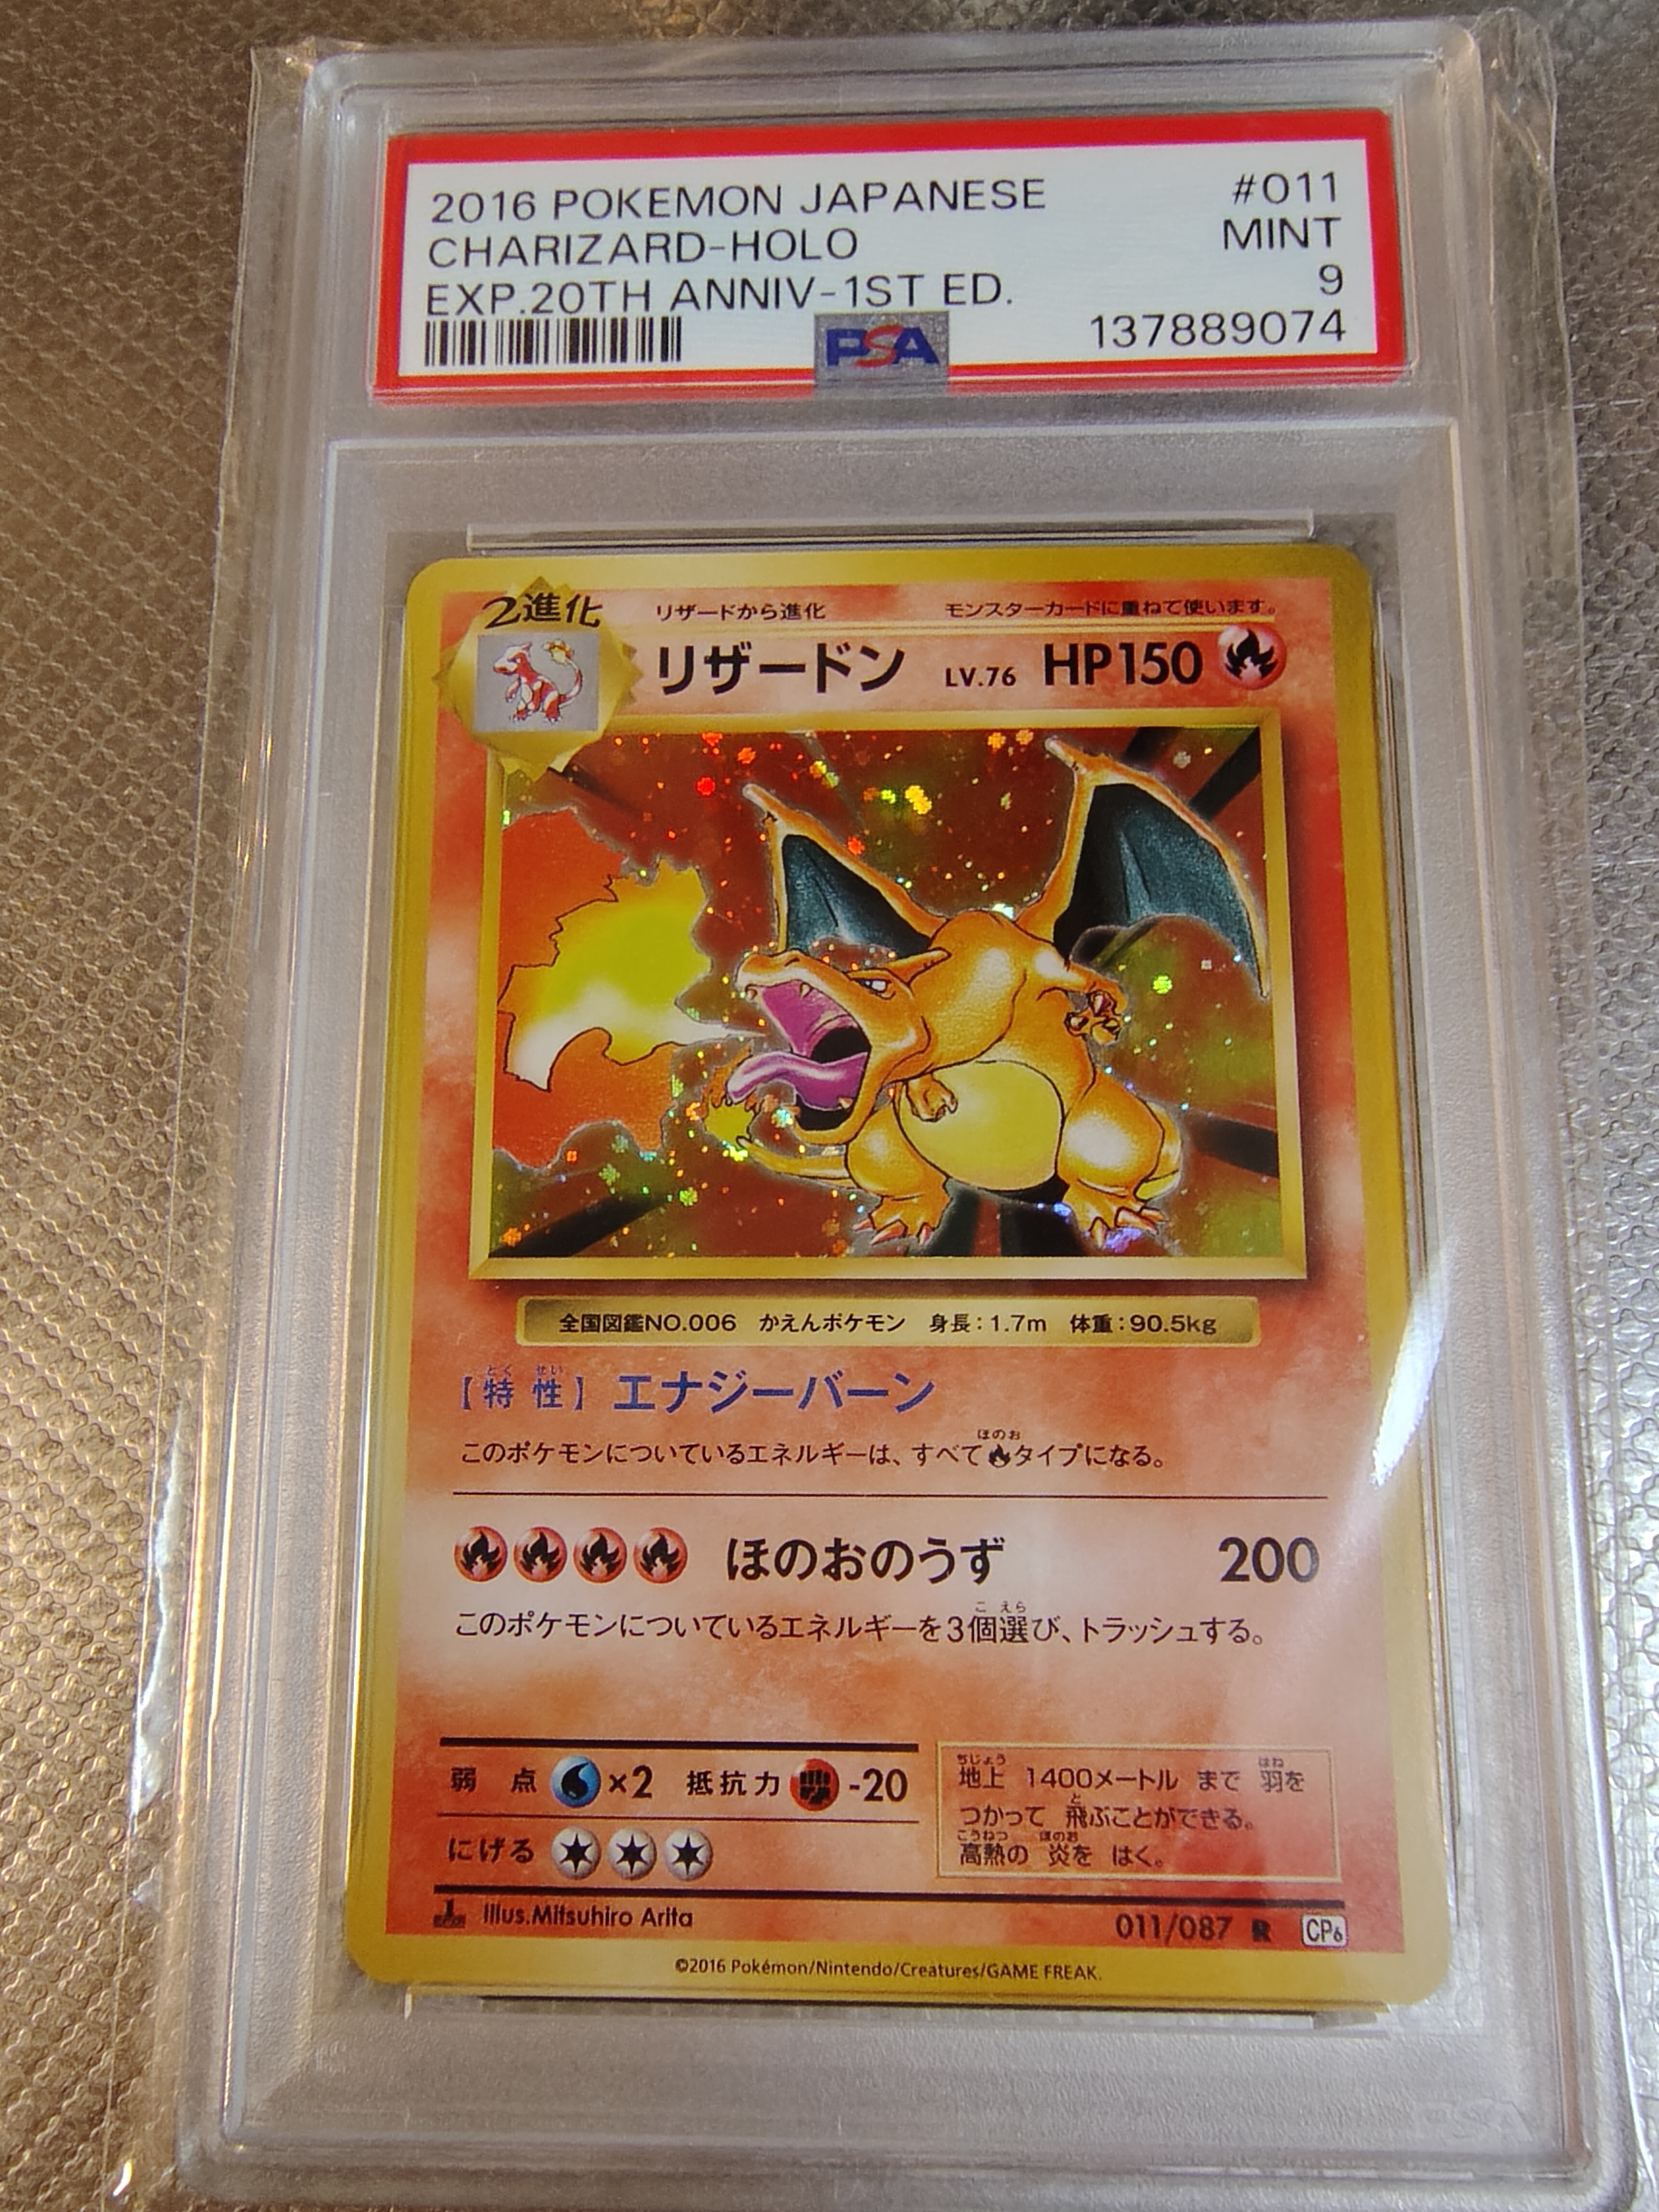 2016 POKEMON JAPANESE #011
CHARIZARD-HOLO MINT
EXP.20TH ANNIV-1ST ED. 9
PSA 137889074
2進化 リザードから進化 モンスターカードに重ねて使います。
リザードン LV.76 HP150
全国図鑑NO.006 かえんポケモン 身長:1.7m 体重:90.5kg
とく せい
【特性】 エナジーバーン
ほのお
このポケモンについているエネルギーは、すべてタイプになる。
ほのおのうず 200
こ えら
このポケモンについているエネルギーを3個選び、トラッシュする。
弱点 ×2 抵抗力 -20
にげる
ちじょう はね
地上 1400メートル まで 羽を
と
つかって 飛ぶことができる。
こうねつ ほのお
高熱の 炎を はく。
1 Illus.Mitsuhiro Arita 011/087 R CP6
©2016 Pokémon/Nintendo/Creatures/GAME FREAK.
PSA